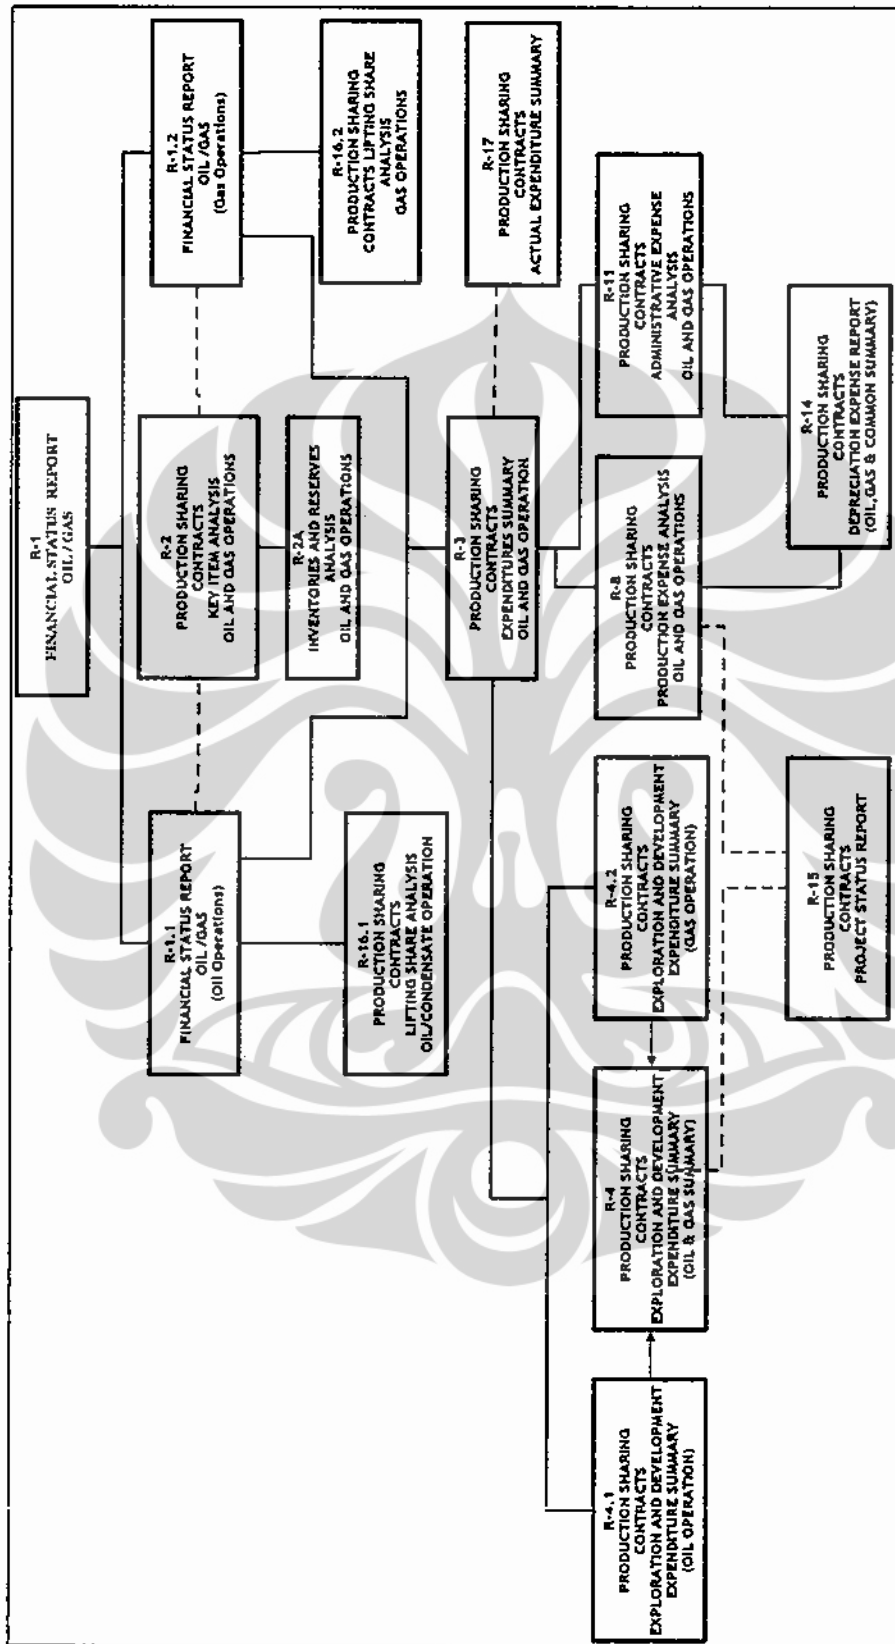 R-1
FINANCIAL STATUS REPORT
OIL / GAS
R-1.1
FINANCIAL STATUS REPORT
OIL /GAS
(Oil Operations)
R-2
PRODUCTION SHARING
CONTRACTS
KEY ITEM ANALYSIS
OIL AND GAS OPERATIONS
R-1.2
FINANCIAL STATUS REPORT
OIL /GAS
(Gas Operations)
R-16.1
PRODUCTION SHARING
CONTRACTS
LIFTING SHARE ANALYSIS
OIL/CONDENSATE OPERATION
R-2A
INVENTORIES AND RESERVES
ANALYSIS
OIL AND GAS OPERATIONS
R-16.2
PRODUCTION SHARING
CONTRACTS LIFTING SHARE
ANALYSIS
GAS OPERATIONS
R-3
PRODUCTION SHARING
CONTRACTS
EXPENDITURES SUMMARY
OIL AND GAS OPERATION
R-17
PRODUCTION SHARING
CONTRACTS
ACTUAL EXPENDITURE SUMMARY
R-4.1
PRODUCTION SHARING
CONTRACTS
EXPLORATION AND DEVELOPMENT
EXPENDITURE SUMMARY
(OIL OPERATION)
R-4
PRODUCTION SHARING
CONTRACTS
EXPLORATION AND DEVELOPMENT
EXPENDITURE SUMMARY
(OIL & GAS SUMMARY)
R-4.2
PRODUCTION SHARING
CONTRACTS
EXPLORATION AND DEVELOPMENT
EXPENDITURE SUMMARY
(GAS OPERATION)
R-8
PRODUCTION SHARING
CONTRACTS
PRODUCTION EXPENSE ANALYSIS
OIL AND GAS OPERATIONS
R-11
PRODUCTION SHARING
CONTRACTS
ADMINISTRATIVE EXPENSE
ANALYSIS
OIL AND GAS OPERATIONS
R-15
PRODUCTION SHARING
CONTRACTS
PROJECT STATUS REPORT
R-14
PRODUCTION SHARING
CONTRACTS
DEPRECIATION EXPENSE REPORT
(OIL, GAS & COMMON SUMMARY)